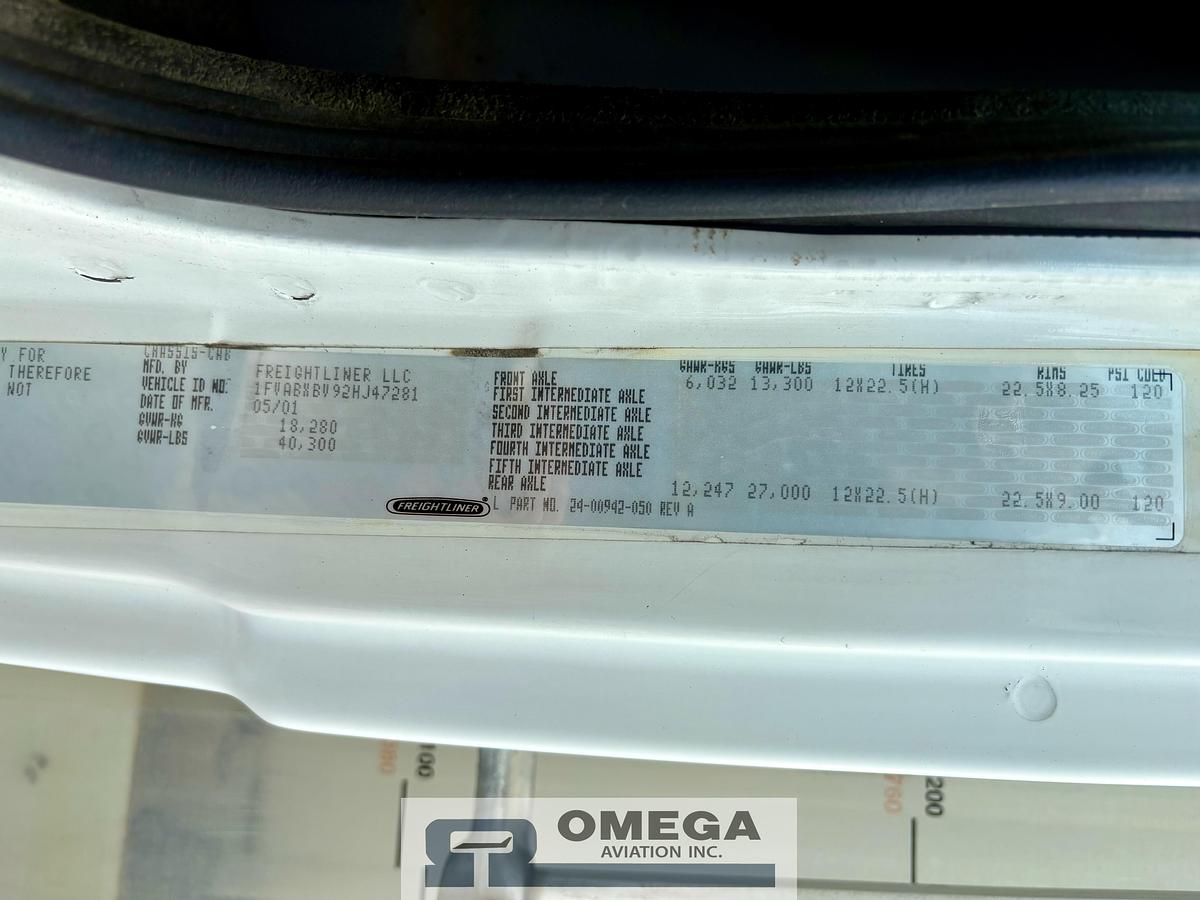 Y FOR
THEREFORE
NOT
CHASSIS-CAB
MFD. BY FREIGHTLINER LLC
VEHICLE ID NO. 1FVABXBV92HJ47281
DATE OF MFR. 05/01
GVWR-KG 18,280
GVWR-LBS 40,300
GAWR-KGS GAWR-LBS TIRES RIMS PSI COLD
FRONT AXLE 6,032 13,300 12X22.5(H) 22.5X8.25 120
FIRST INTERMEDIATE AXLE
SECOND INTERMEDIATE AXLE
THIRD INTERMEDIATE AXLE
FOURTH INTERMEDIATE AXLE
FIFTH INTERMEDIATE AXLE
REAR AXLE 12,247 27,000 12X22.5(H) 22.5X9.00 120
FREIGHTLINER® L PART NO. 24-00942-050 REV A
100
760
200
OMEGA
AVIATION INC.